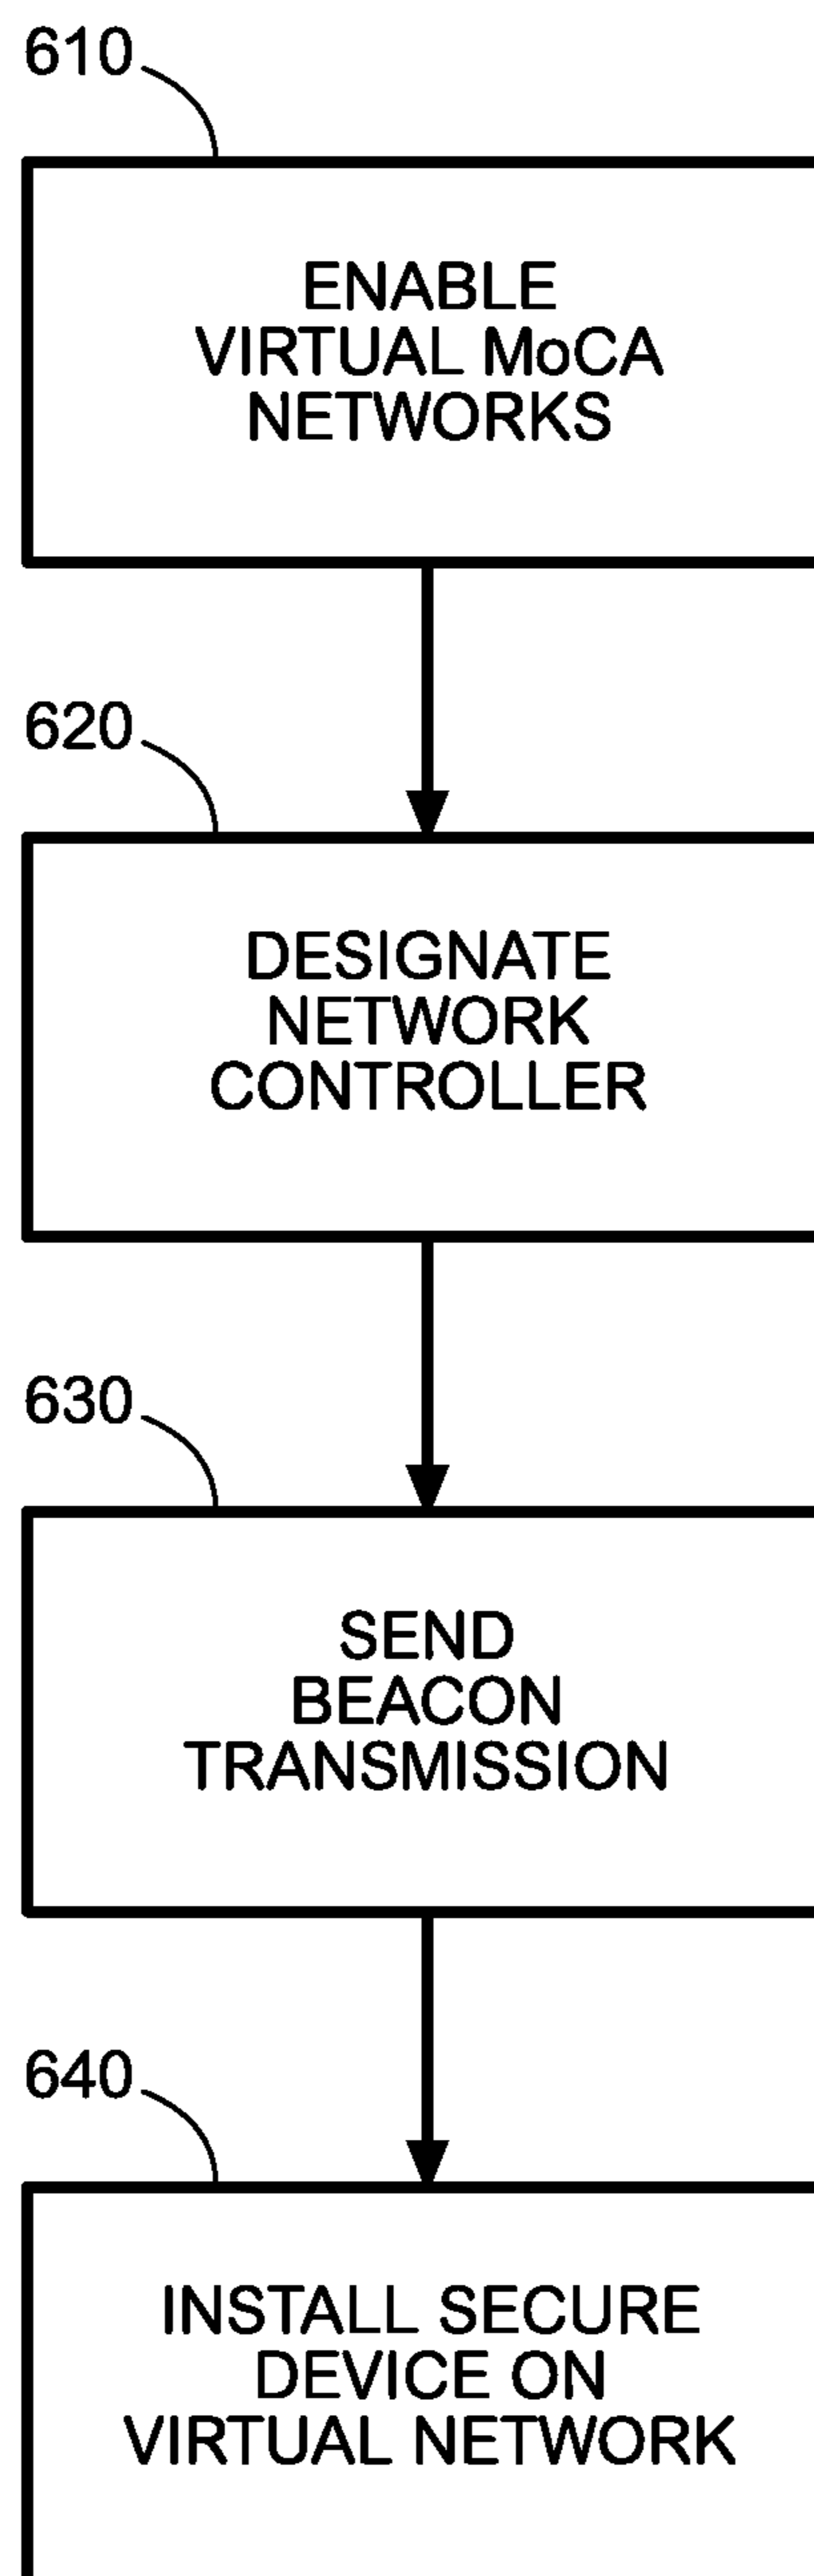 610
ENABLE
VIRTUAL MoCA
NETWORKS
620
DESIGNATE
NETWORK
CONTROLLER
630
SEND
BEACON
TRANSMISSION
640
INSTALL SECURE
DEVICE ON
VIRTUAL NETWORK